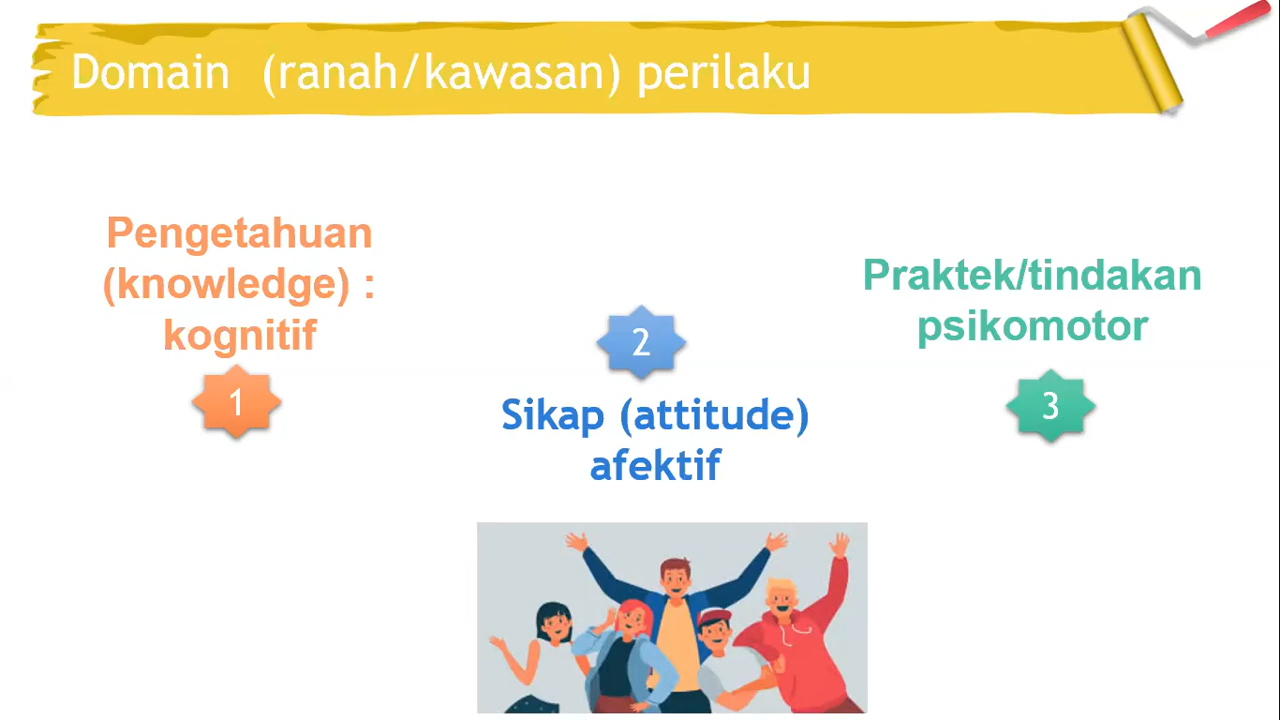 Domain (ranah/kawasan) perilaku
Pengetahuan
(knowledge) :
kognitif
1
2
Sikap (attitude)
afektif
Praktek/tindakan
psikomotor
3